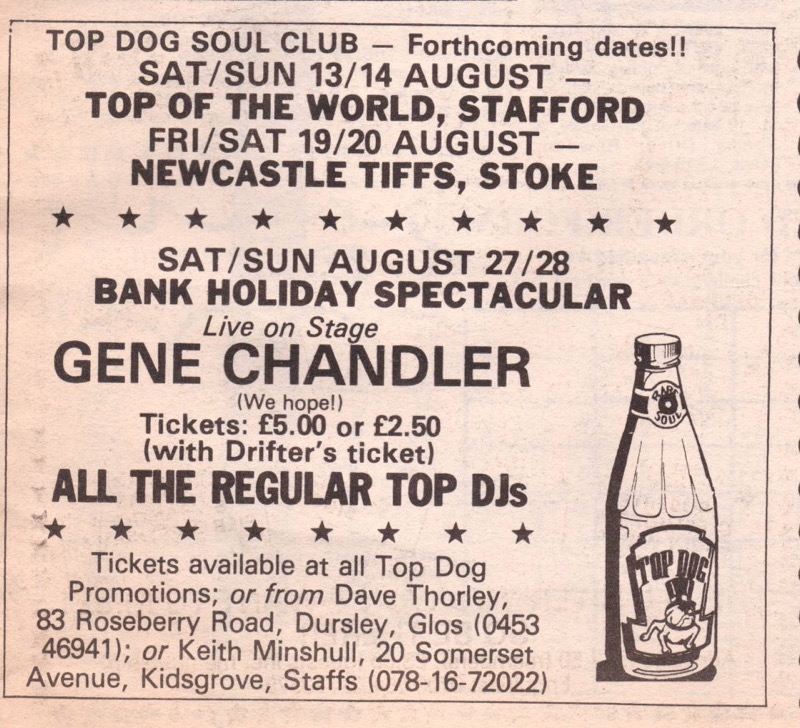 TOP DOG SOUL CLUB — Forthcoming dates!!
SAT/SUN 13/14 AUGUST —
TOP OF THE WORLD, STAFFORD
FRI/SAT 19/20 AUGUST —
NEWCASTLE TIFFS, STOKE
★ ★ ★ ★ ★ ★ ★ ★ ★ ★
SAT/SUN AUGUST 27/28
BANK HOLIDAY SPECTACULAR
Live on Stage
GENE CHANDLER
(We hope!)
Tickets: £5.00 or £2.50
(with Drifter's ticket)
ALL THE REGULAR TOP DJs
★ ★ ★ ★ ★ ★ ★ ★
Tickets available at all Top Dog
Promotions; or from Dave Thorley,
83 Roseberry Road, Dursley, Glos (0453
46941); or Keith Minshull, 20 Somerset
Avenue, Kidsgrove, Staffs (078-16-72022)
RARE
SOUL
TOP DOG